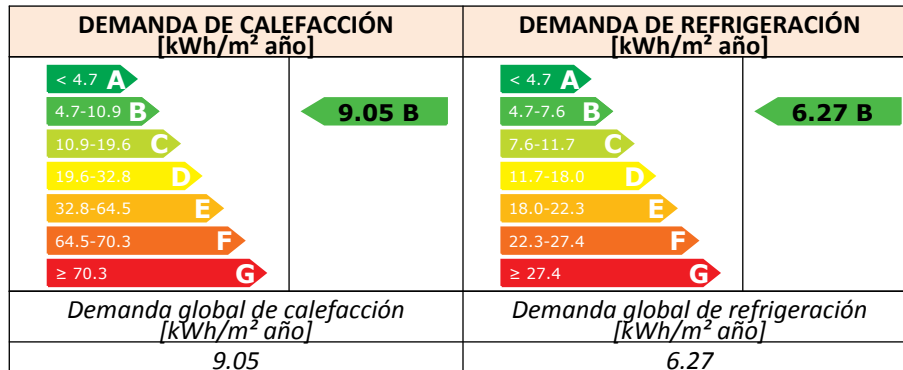 DEMANDA DE CALEFACCIÓN
[kWh/m² año]
DEMANDA DE REFRIGERACIÓN
[kWh/m² año]
< 4.7 A
4.7-10.9 B
10.9-19.6 C
19.6-32.8 D
32.8-64.5 E
64.5-70.3 F
≥ 70.3 G
9.05 B
< 4.7 A
4.7-7.6 B
7.6-11.7 C
11.7-18.0 D
18.0-22.3 E
22.3-27.4 F
≥ 27.4 G
6.27 B
Demanda global de calefacción
[kWh/m² año]
Demanda global de refrigeración
[kWh/m² año]
9.05
6.27